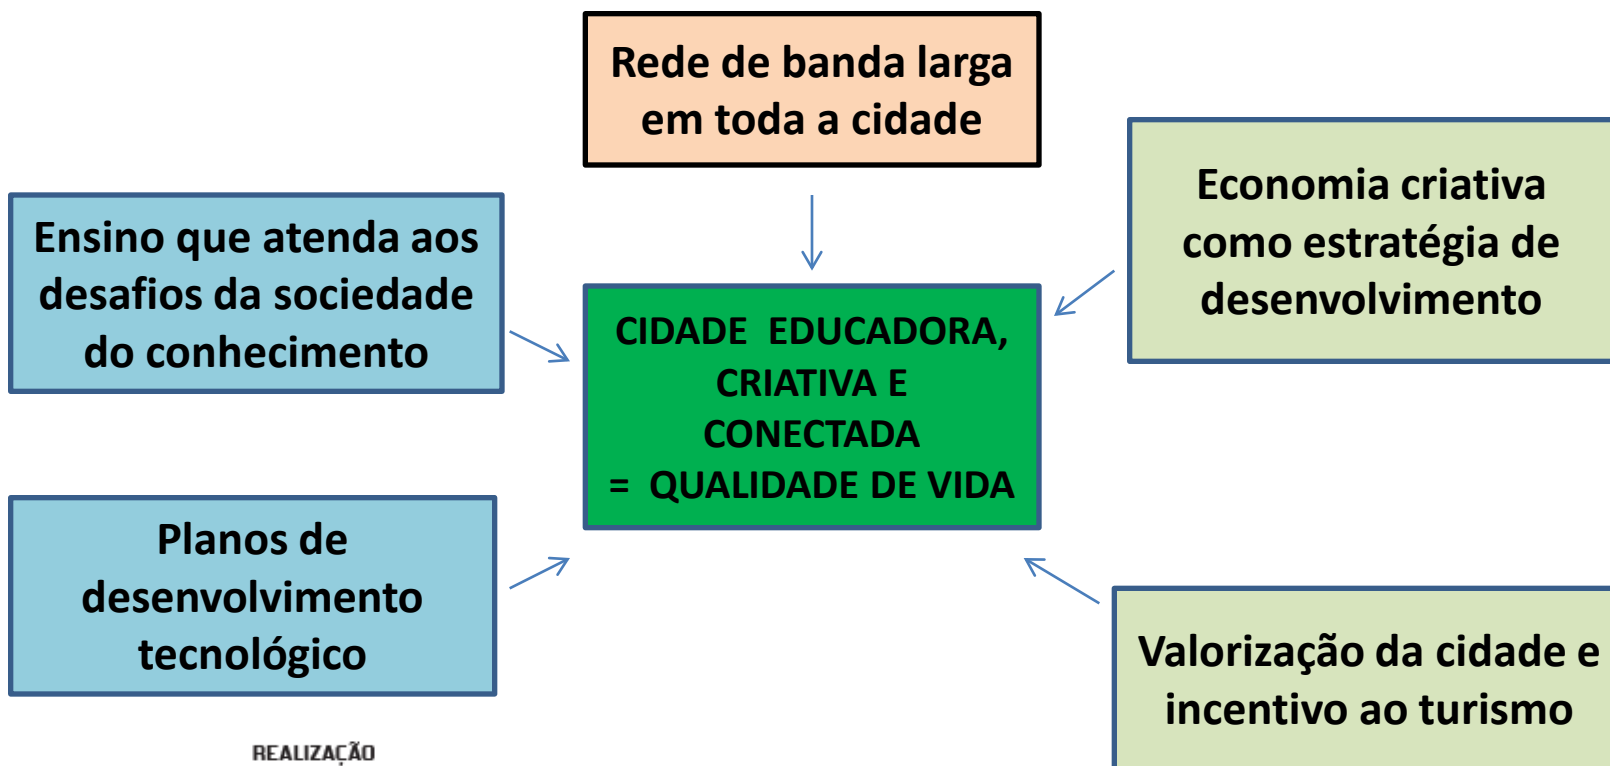 Rede de banda larga
em toda a cidade
Economia criativa
como estratégia de
desenvolvimento
Ensino que atenda aos
desafios da sociedade
do conhecimento
CIDADE EDUCADORA,
CRIATIVA E
CONECTADA
= QUALIDADE DE VIDA
Planos de
desenvolvimento
tecnológico
Valorização da cidade e
incentivo ao turismo
REALIZAÇÃO